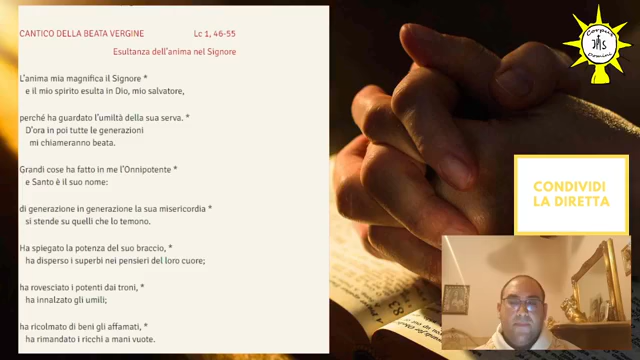 CANTICO DELLA BEATA VERGINE Lc 1, 46-55
Esultanza dell'anima nel Signore
L'anima mia magnifica il Signore *
e il mio spirito esulta in Dio, mio salvatore,
perché ha guardato l'umiltà della sua serva. *
D'ora in poi tutte le generazioni
mi chiameranno beata.
Grandi cose ha fatto in me l'Onnipotente *
e Santo è il suo nome:
di generazione in generazione la sua misericordia *
si stende su quelli che lo temono.
Ha spiegato la potenza del suo braccio, *
ha disperso i superbi nei pensieri del loro cuore;
ha rovesciato i potenti dai troni, *
ha innalzato gli umili;
ha ricolmato di beni gli affamati, *
ha rimandato i ricchi a mani vuote.
Corpus
JHS
Domini
CONDIVIDI
LA DIRETTA
83